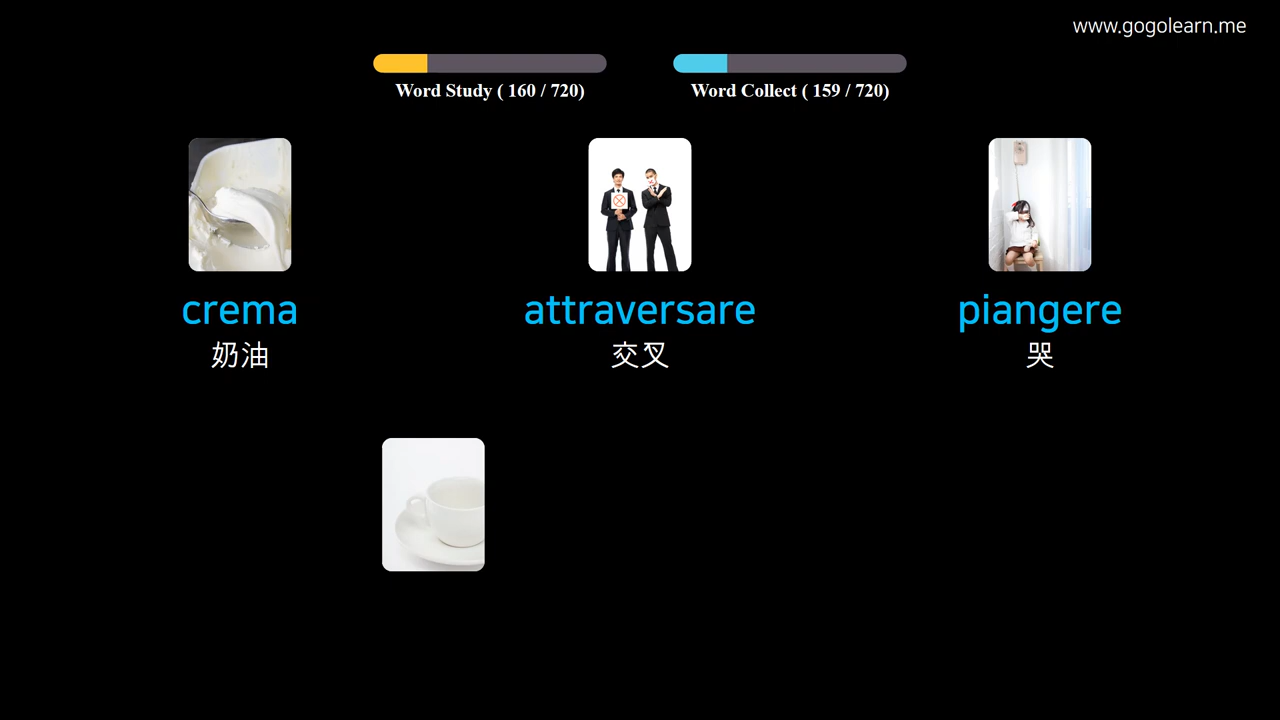 www.gogolearn.me
Word Study ( 160 / 720)
Word Collect ( 159 / 720)
crema
attraversare
piangere
奶油
交叉
哭